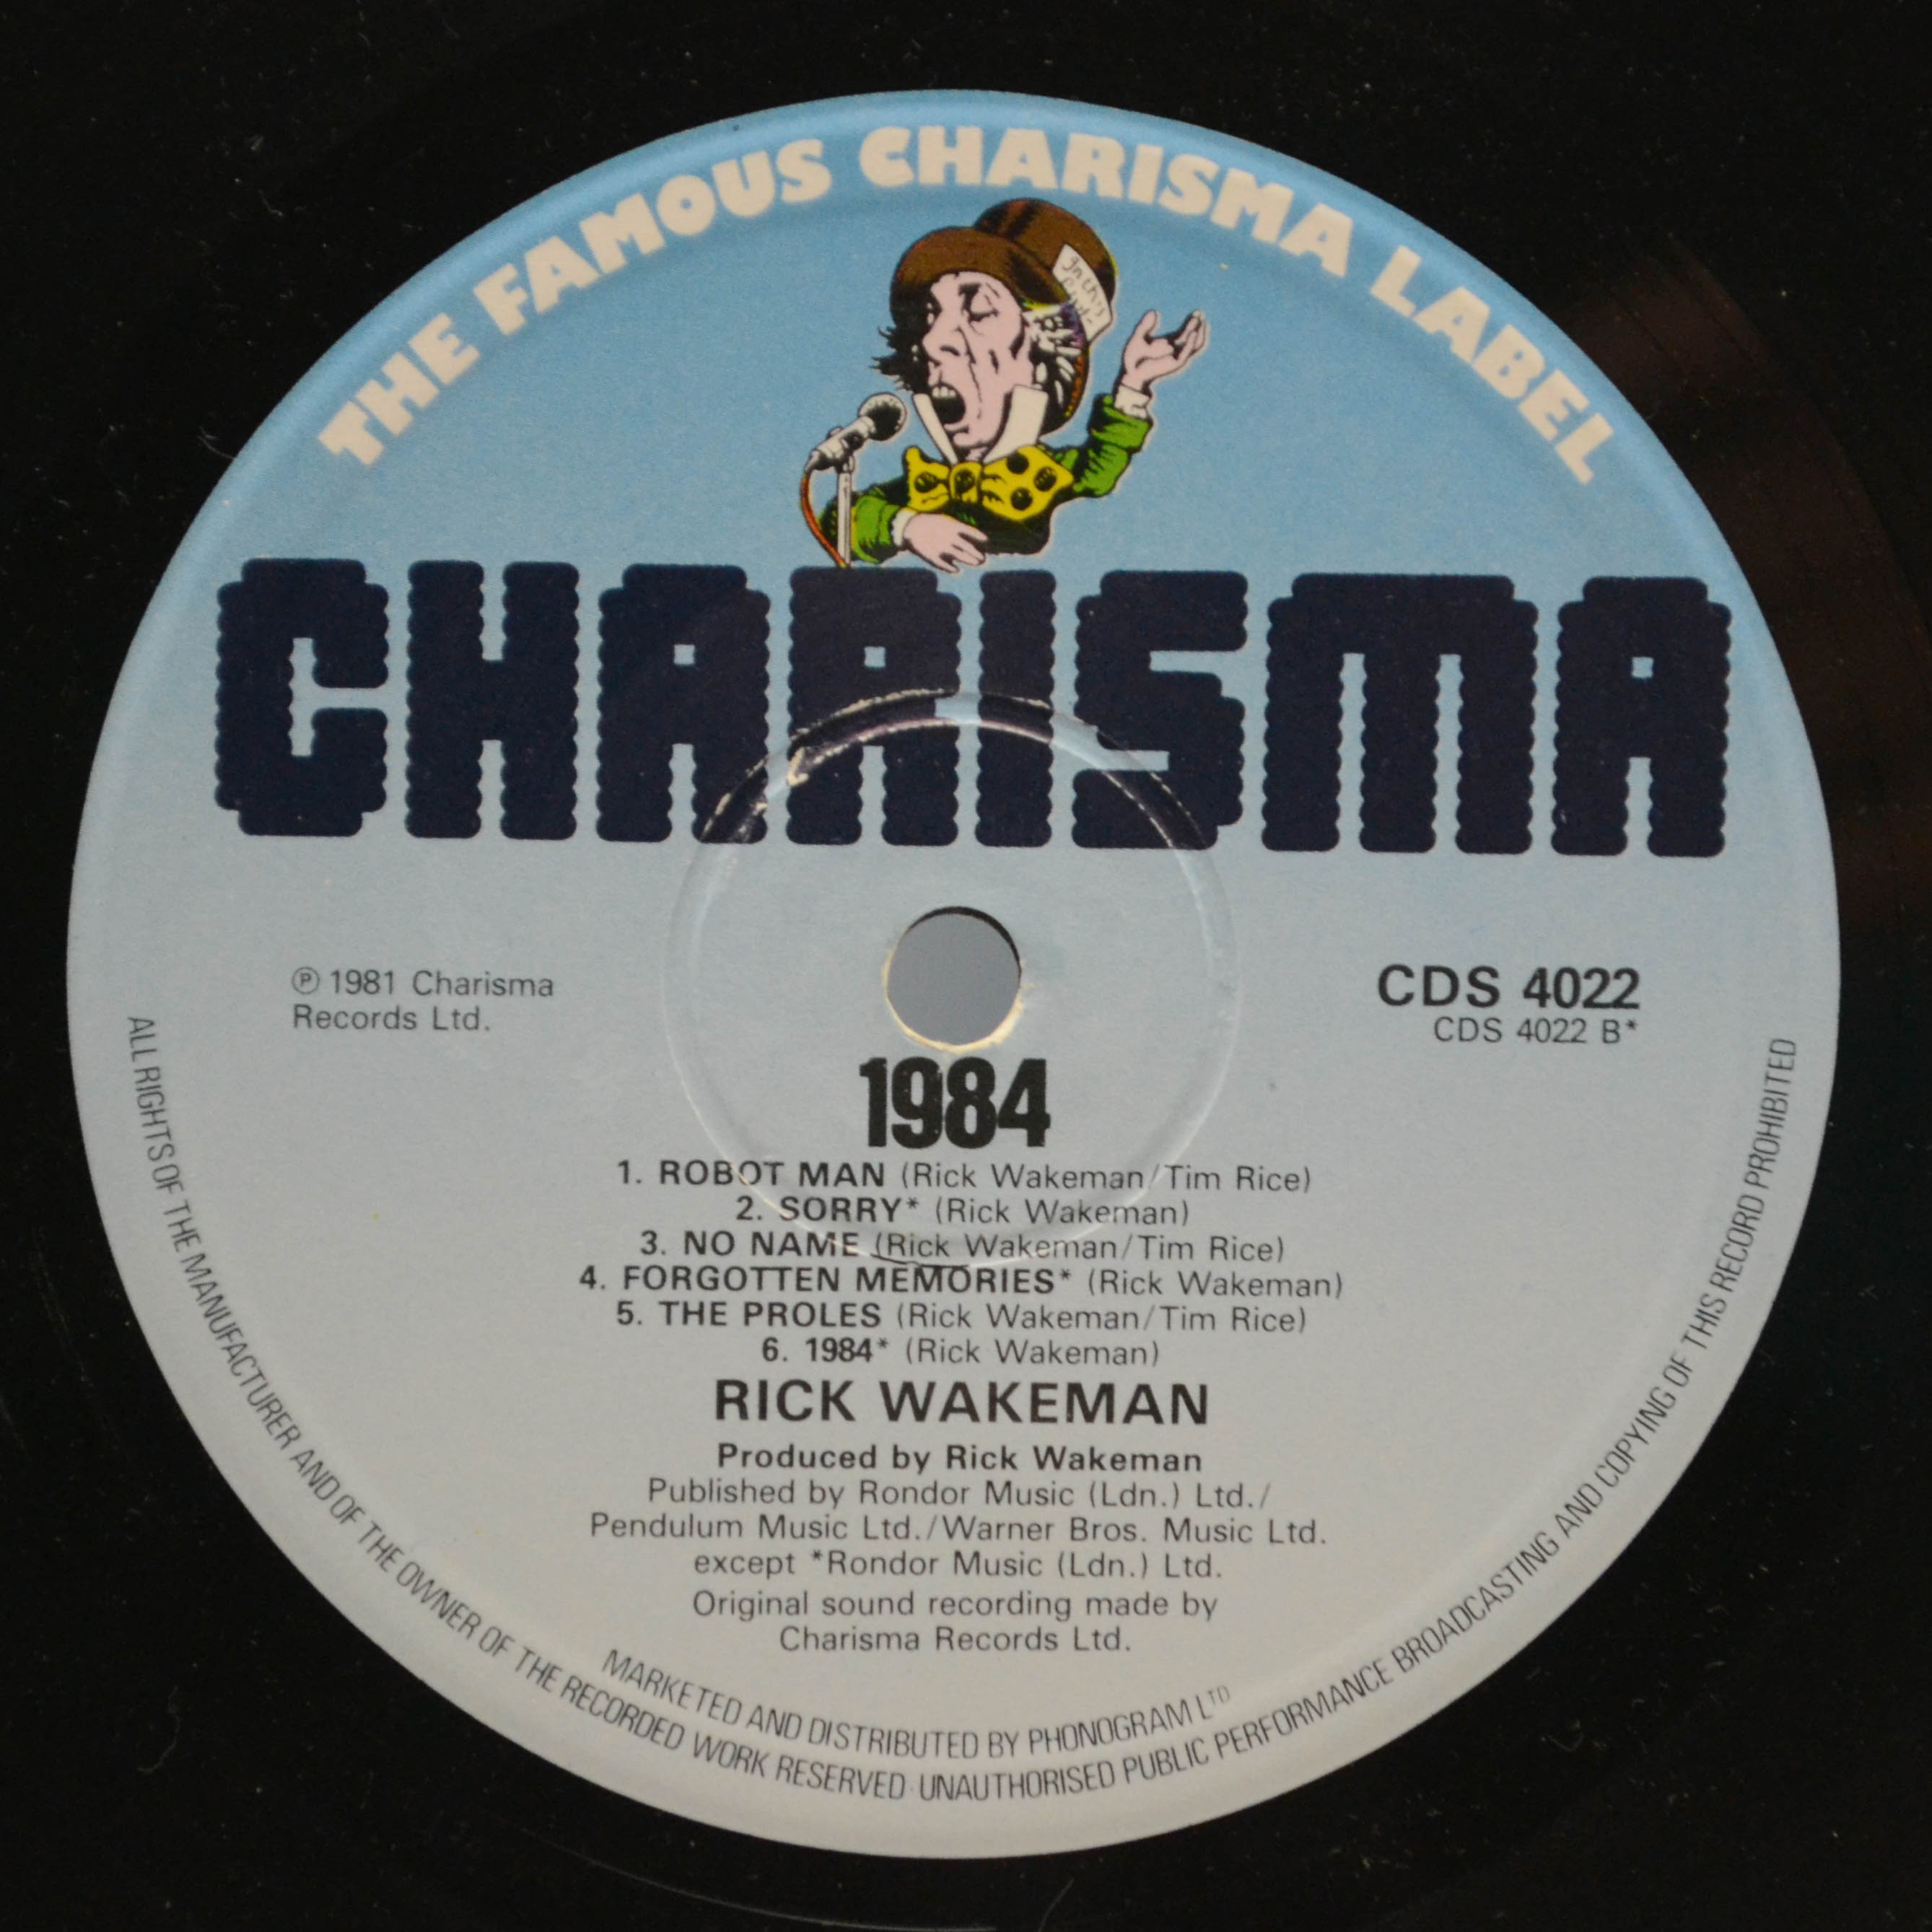 THE FAMOUS CHARISMA LABEL
In this
CHARISMA
℗ 1981 Charisma
Records Ltd.
CDS 4022
CDS 4022 B*
1984
1. ROBOT MAN (Rick Wakeman/Tim Rice)
2. SORRY* (Rick Wakeman)
3. NO NAME (Rick Wakeman/Tim Rice)
4. FORGOTTEN MEMORIES* (Rick Wakeman)
5. THE PROLES (Rick Wakeman/Tim Rice)
6. 1984* (Rick Wakeman)
RICK WAKEMAN
Produced by Rick Wakeman
Published by Rondor Music (Ldn.) Ltd./
Pendulum Music Ltd./Warner Bros. Music Ltd.
except *Rondor Music (Ldn.) Ltd.
Original sound recording made by
Charisma Records Ltd.
MARKETED AND DISTRIBUTED BY PHONOGRAM LTD
ALL RIGHTS OF THE MANUFACTURER AND OF THE OWNER OF THE RECORDED WORK RESERVED · UNAUTHORISED PUBLIC PERFORMANCE BROADCASTING AND COPYING OF THIS RECORD PROHIBITED